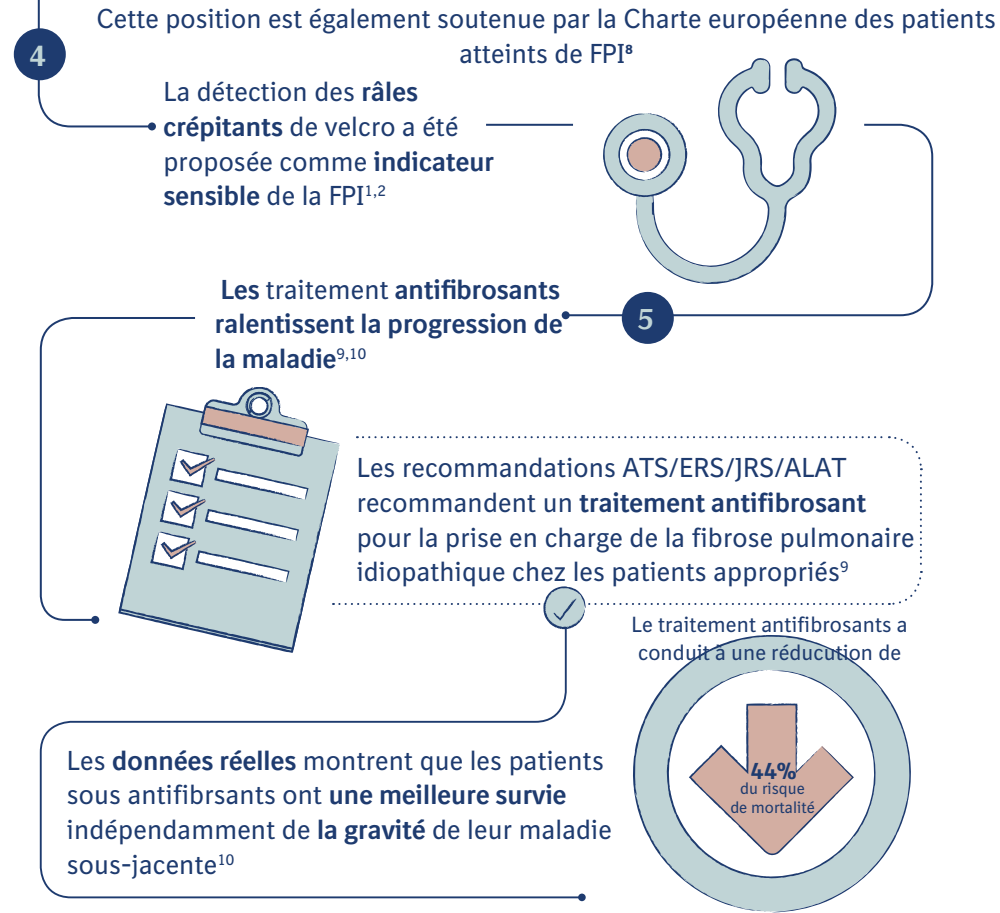 Cette position est également soutenue par la Charte européenne des patients
atteints de FPI⁸
4
La détection des râles
crépitants de velcro a été
proposée comme indicateur
sensible de la FPI¹,²
Les traitement antifibrosants
ralentissent la progression de
la maladie⁹,¹⁰
5
Les recommandations ATS/ERS/JRS/ALAT
recommandent un traitement antifibrosant
pour la prise en charge de la fibrose pulmonaire
idiopathique chez les patients appropriés⁹
Le traitement antifibrosants a
conduit à une réducution de
44%
du risque
de mortalité
Les données réelles montrent que les patients
sous antifibrsants ont une meilleure survie
indépendamment de la gravité de leur maladie
sous-jacente¹⁰